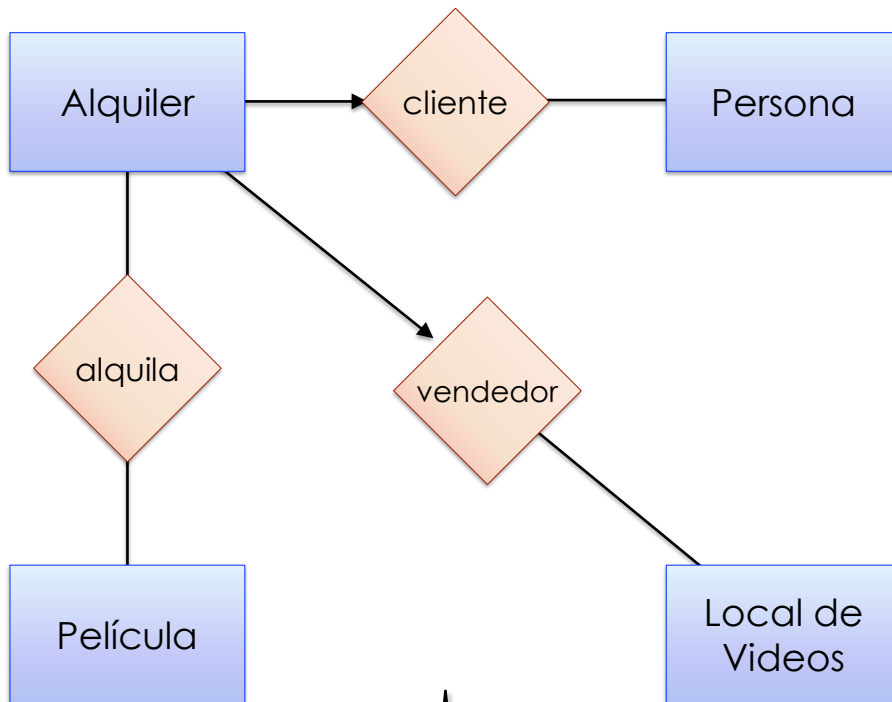 Alquiler
cliente
Persona
alquila
vendedor
Película
Local de
Videos